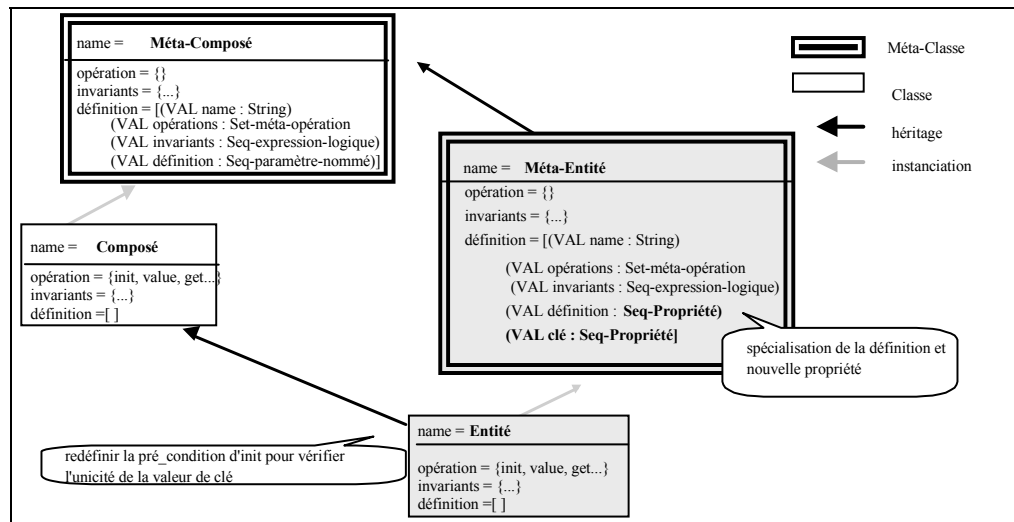 name = Méta-Composé
opération = {}
invariants = {...}
définition = [(VAL name : String)
(VAL opérations : Set-méta-opération
(VAL invariants : Seq-expression-logique)
(VAL définition : Seq-paramètre-nommé)]
Méta-Classe
Classe
héritage
instanciation
name = Méta-Entité
opération = {}
invariants = {...}
définition = [(VAL name : String)
(VAL opérations : Set-méta-opération
(VAL invariants : Seq-expression-logique)
(VAL définition : Seq-Propriété)
(VAL clé : Seq-Propriété]
name = Composé
opération = {init, value, get...}
invariants = {...}
définition =[ ]
spécialisation de la définition et
nouvelle propriété
name = Entité
opération = {init, value, get...}
invariants = {...}
définition =[ ]
redéfinir la pré_condition d'init pour vérifier
l'unicité de la valeur de clé